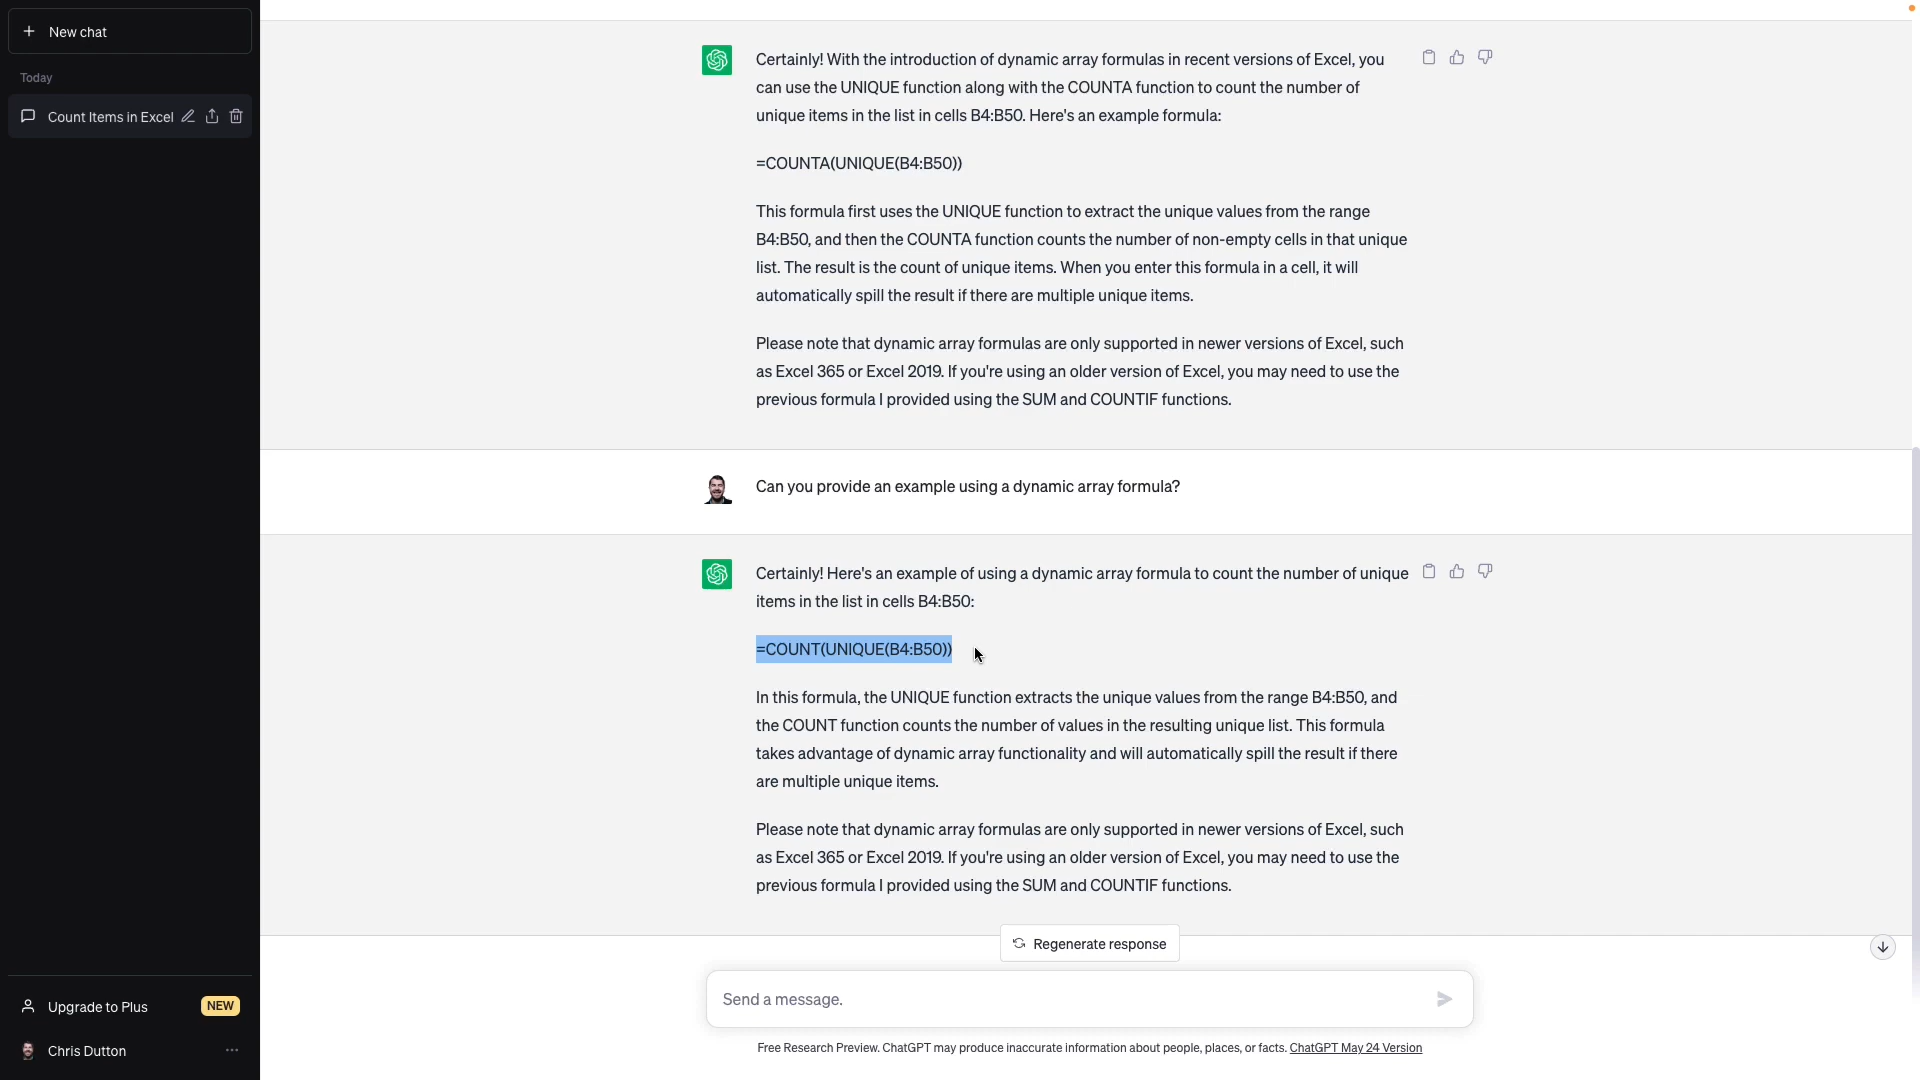 New chat
Today
Count Items in Excel
Certainly! With the introduction of dynamic array formulas in recent versions of Excel, you
can use the UNIQUE function along with the COUNTA function to count the number of
unique items in the list in cells B4:B50. Here's an example formula:
=COUNTA(UNIQUE(B4:B50))
This formula first uses the UNIQUE function to extract the unique values from the range
B4:B50, and then the COUNTA function counts the number of non-empty cells in that unique
list. The result is the count of unique items. When you enter this formula in a cell, it will
automatically spill the result if there are multiple unique items.
Please note that dynamic array formulas are only supported in newer versions of Excel, such
as Excel 365 or Excel 2019. If you're using an older version of Excel, you may need to use the
previous formula I provided using the SUM and COUNTIF functions.
Can you provide an example using a dynamic array formula?
Certainly! Here's an example of using a dynamic array formula to count the number of unique
items in the list in cells B4:B50:
=COUNT(UNIQUE(B4:B50))
In this formula, the UNIQUE function extracts the unique values from the range B4:B50, and
the COUNT function counts the number of values in the resulting unique list. This formula
takes advantage of dynamic array functionality and will automatically spill the result if there
are multiple unique items.
Please note that dynamic array formulas are only supported in newer versions of Excel, such
as Excel 365 or Excel 2019. If you're using an older version of Excel, you may need to use the
previous formula I provided using the SUM and COUNTIF functions.
Regenerate response
Send a message.
Free Research Preview. ChatGPT may produce inaccurate information about people, places, or facts. ChatGPT May 24 Version
Upgrade to Plus NEW
Chris Dutton